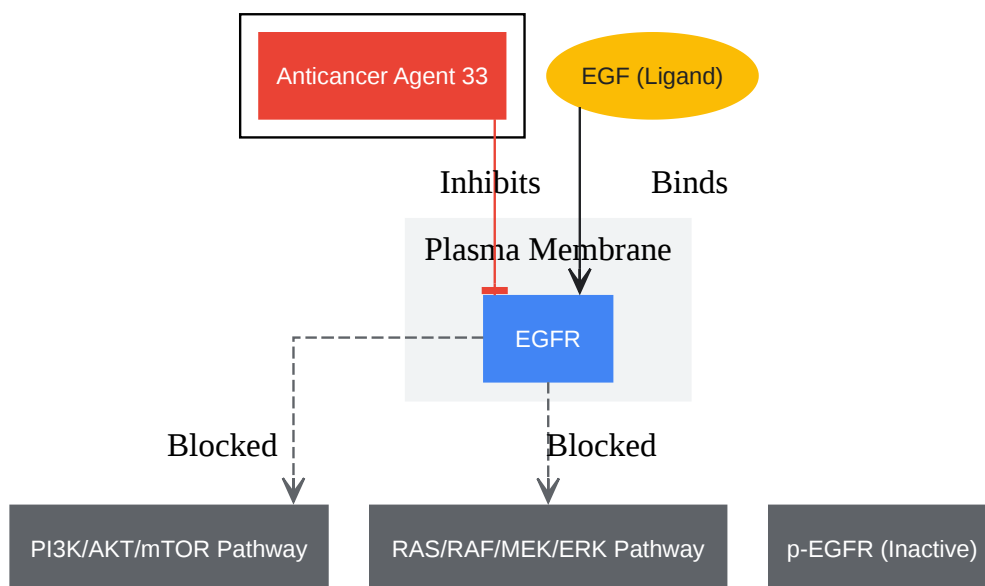 Anticancer Agent 33
EGF (Ligand)
Inhibits
Binds
Plasma Membrane
EGFR
Blocked
Blocked
PI3K/AKT/mTOR Pathway
RAS/RAF/MEK/ERK Pathway
p-EGFR (Inactive)